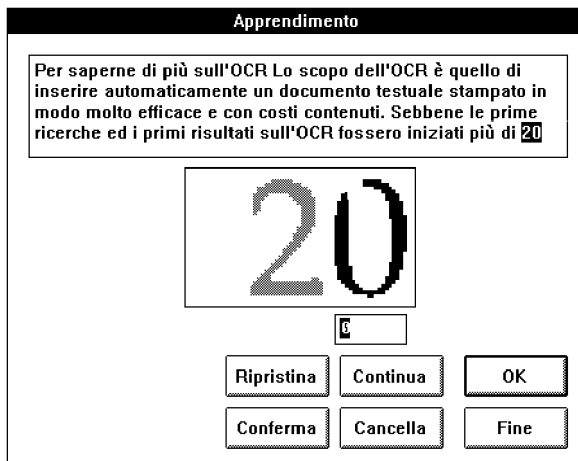 Apprendimento
Per saperne di più sull'OCR Lo scopo dell'OCR è quello di
inserire automaticamente un documento testuale stampato in
modo molto efficace e con costi contenuti. Sebbene le prime
ricerche ed i primi risultati sull'OCR fossero iniziati più di 20
20
Ripristina Continua OK
Conferma Cancella Fine